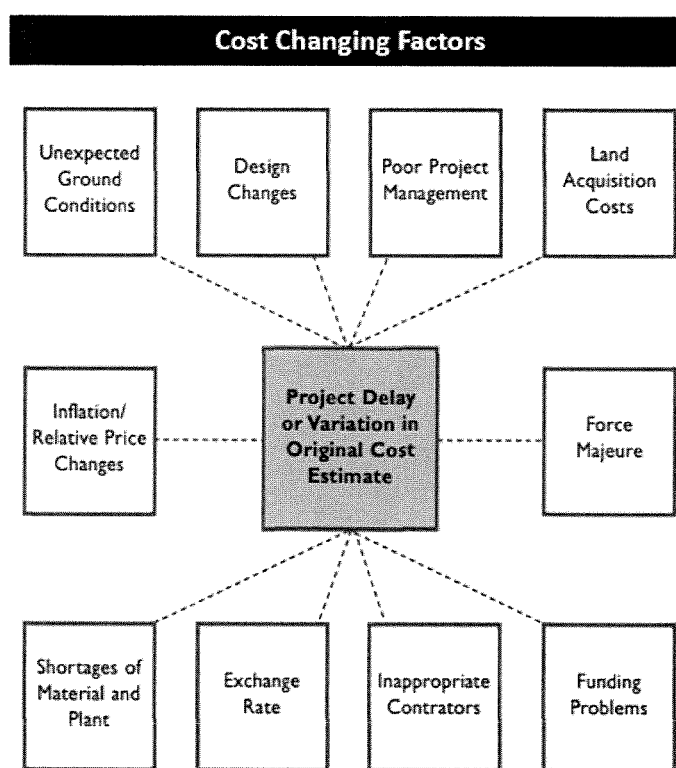 Cost Changing Factors
Unexpected
Ground
Conditions
Design
Changes
Poor Project
Management
Land
Acquisition
Costs
Inflation/
Relative Price
Changes
Project Delay
or Variation in
Original Cost
Estimate
Force
Majeure
Shortages of
Material and
Plant
Exchange
Rate
Inappropriate
Contrators
Funding
Problems